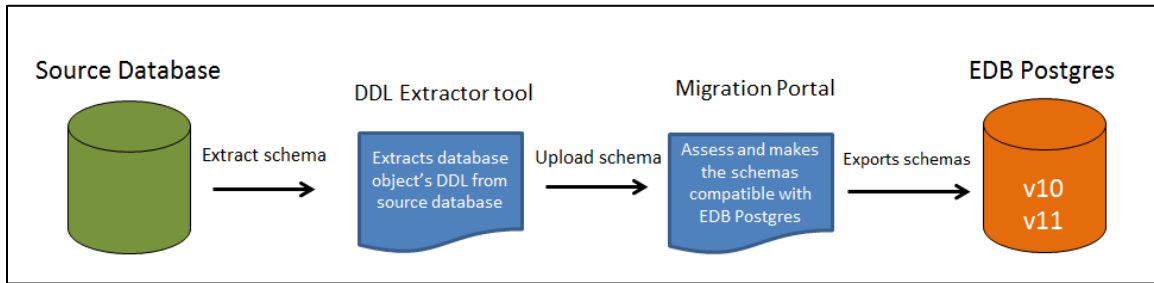 Source Database
Extract schema
DDL Extractor tool
Extracts database
object's DDL from
source database
Upload schema
Migration Portal
Assess and makes
the schemas
compatible with
EDB Postgres
Exports schemas
EDB Postgres
v10
v11